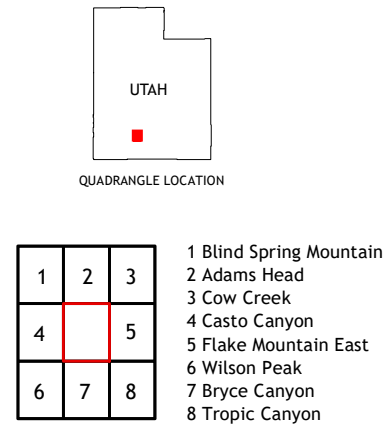 UTAH
QUADRANGLE LOCATION
1 2 3
4 5
6 7 8
1 Blind Spring Mountain
2 Adams Head
3 Cow Creek
4 Casto Canyon
5 Flake Mountain East
6 Wilson Peak
7 Bryce Canyon
8 Tropic Canyon